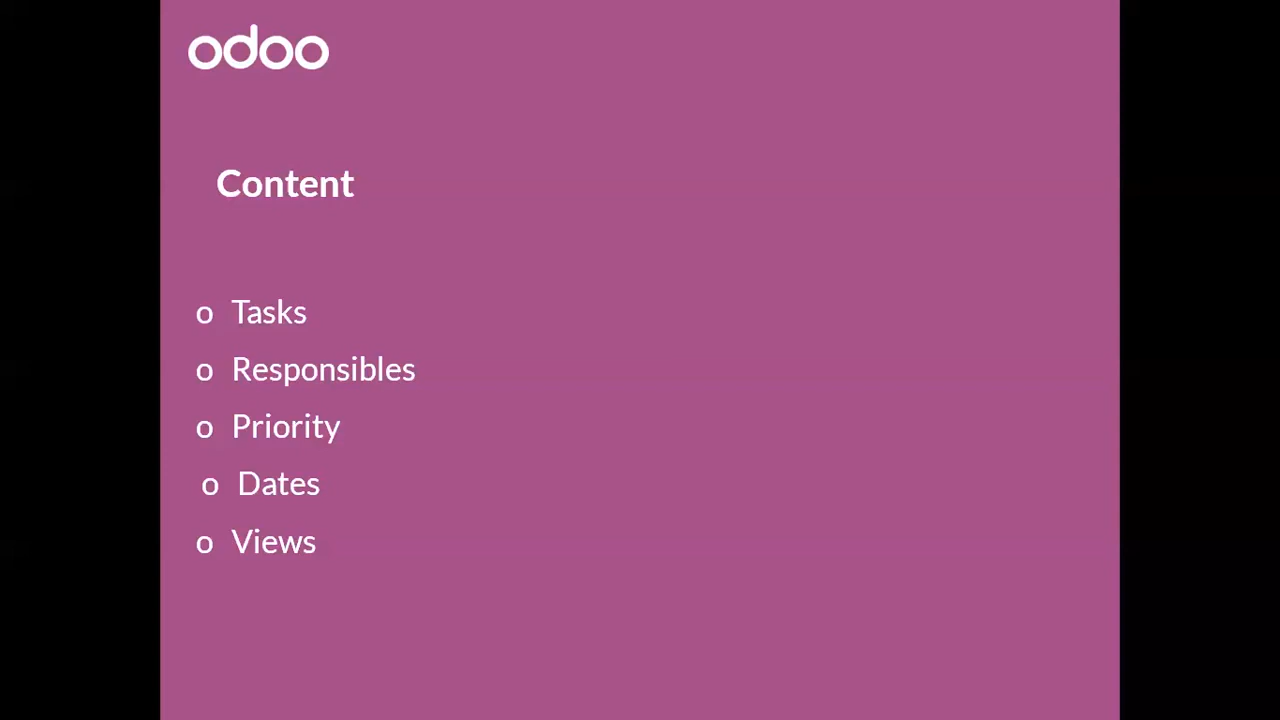 odoo
Content
o Tasks
o Responsibles
o Priority
o Dates
o Views